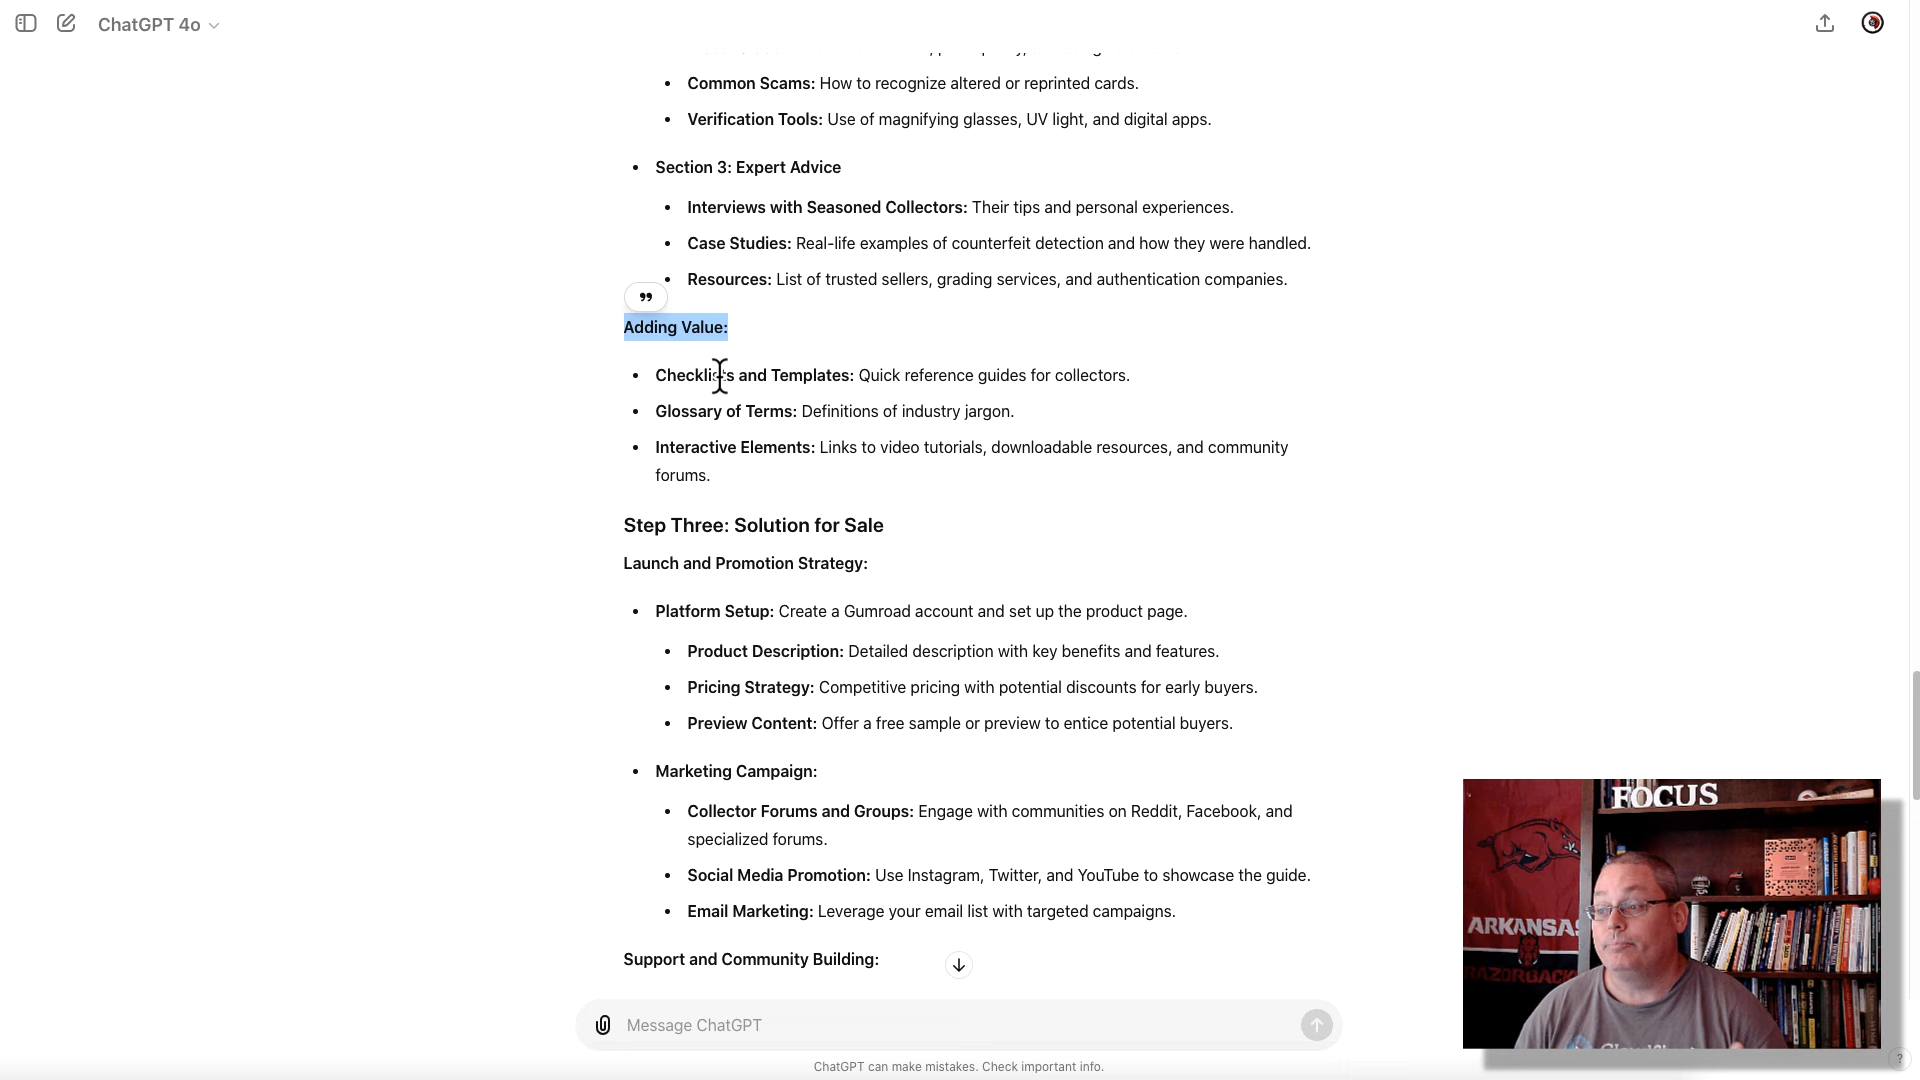 ChatGPT 4o
Common Scams: How to recognize altered or reprinted cards.
Verification Tools: Use of magnifying glasses, UV light, and digital apps.
Section 3: Expert Advice
Interviews with Seasoned Collectors: Their tips and personal experiences.
Case Studies: Real-life examples of counterfeit detection and how they were handled.
Resources: List of trusted sellers, grading services, and authentication companies.
Adding Value:
Checklists and Templates: Quick reference guides for collectors.
Glossary of Terms: Definitions of industry jargon.
Interactive Elements: Links to video tutorials, downloadable resources, and community
forums.
Step Three: Solution for Sale
Launch and Promotion Strategy:
Platform Setup: Create a Gumroad account and set up the product page.
Product Description: Detailed description with key benefits and features.
Pricing Strategy: Competitive pricing with potential discounts for early buyers.
Preview Content: Offer a free sample or preview to entice potential buyers.
Marketing Campaign:
Collector Forums and Groups: Engage with communities on Reddit, Facebook, and
specialized forums.
Social Media Promotion: Use Instagram, Twitter, and YouTube to showcase the guide.
Email Marketing: Leverage your email list with targeted campaigns.
Support and Community Building:
Message ChatGPT
ChatGPT can make mistakes. Check important info.
?
FOCUS
ARKANSAS
RAZORBACK